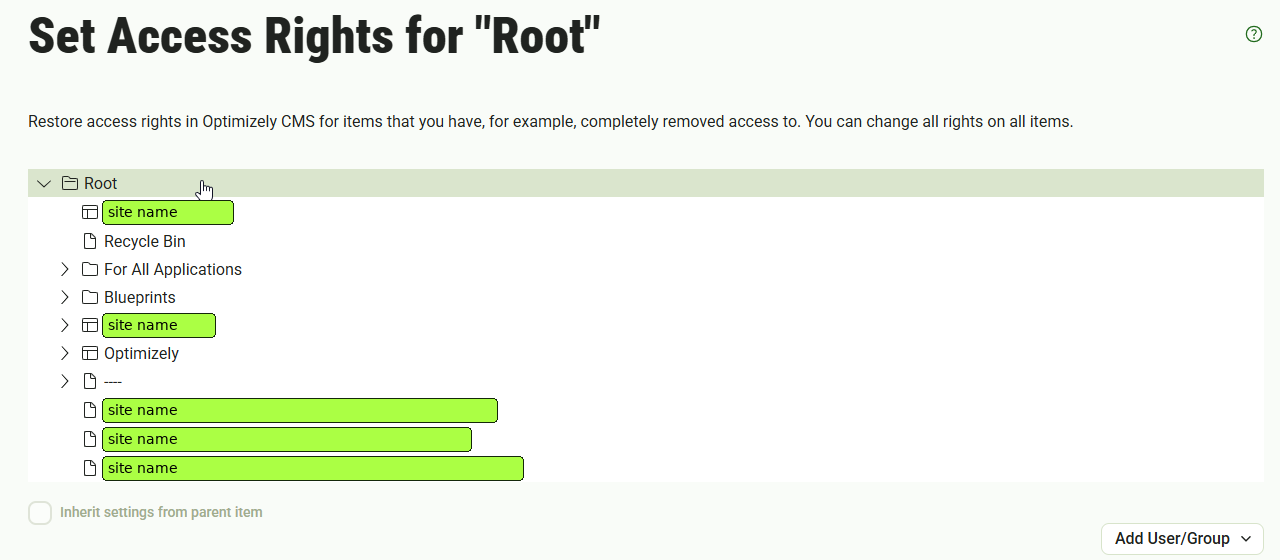 Set Access Rights for "Root"
Restore access rights in Optimizely CMS for items that you have, for example, completely removed access to. You can change all rights on all items.
Root
site name
Recycle Bin
For All Applications
Blueprints
site name
Optimizely
----
site name
site name
site name
Inherit settings from parent item
Add User/Group